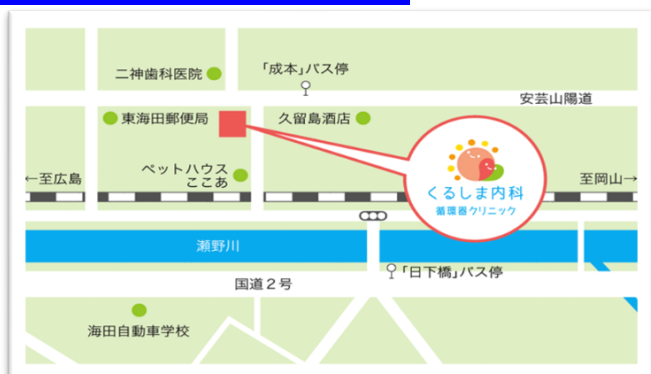 二神歯科医院
「成本」バス停
安芸山陽道
東海田郵便局
久留島酒店
ペットハウス
ここあ
←至広島
至岡山→
くるしま内科
循環器クリニック
瀬野川
「日下橋」バス停
国道2号
海田自動車学校